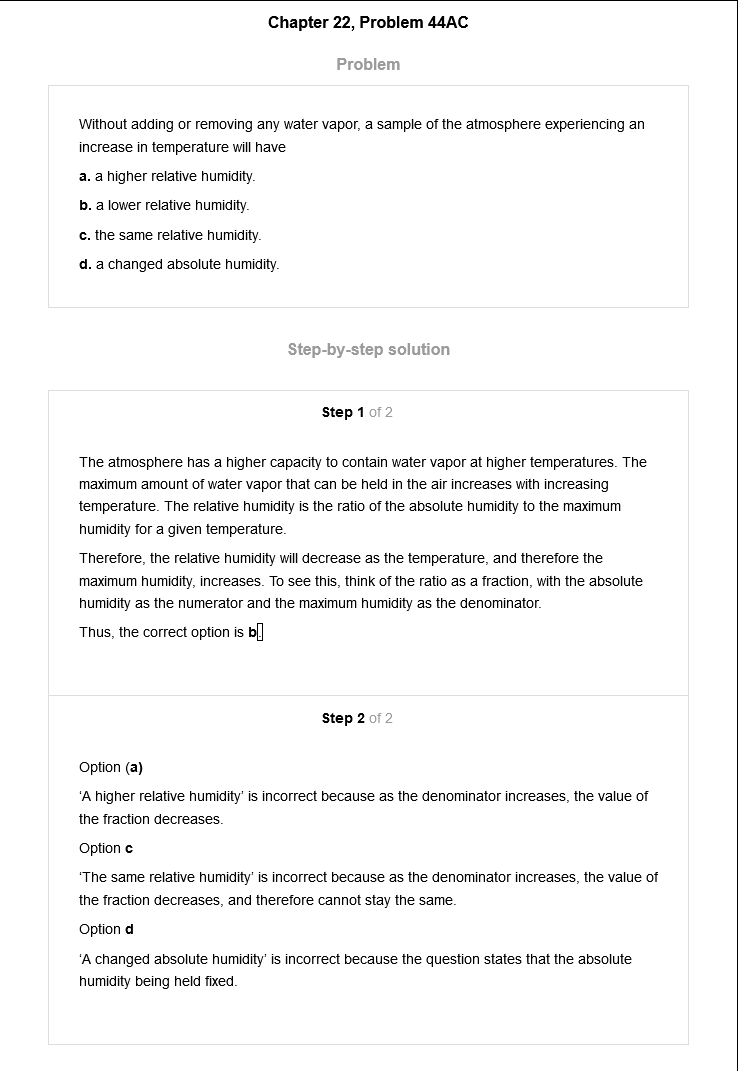 Chapter 22, Problem 44AC
Problem
Without adding or removing any water vapor, a sample of the atmosphere experiencing an
increase in temperature will have
a. a higher relative humidity.
b. a lower relative humidity.
c. the same relative humidity.
d. a changed absolute humidity.
Step-by-step solution
Step 1 of 2
The atmosphere has a higher capacity to contain water vapor at higher temperatures. The
maximum amount of water vapor that can be held in the air increases with increasing
temperature. The relative humidity is the ratio of the absolute humidity to the maximum
humidity for a given temperature.
Therefore, the relative humidity will decrease as the temperature, and therefore the
maximum humidity, increases. To see this, think of the ratio as a fraction, with the absolute
humidity as the numerator and the maximum humidity as the denominator.
Thus, the correct option is b.
Step 2 of 2
Option (a)
‘A higher relative humidity’ is incorrect because as the denominator increases, the value of
the fraction decreases.
Option c
‘The same relative humidity’ is incorrect because as the denominator increases, the value of
the fraction decreases, and therefore cannot stay the same.
Option d
‘A changed absolute humidity’ is incorrect because the question states that the absolute
humidity being held fixed.